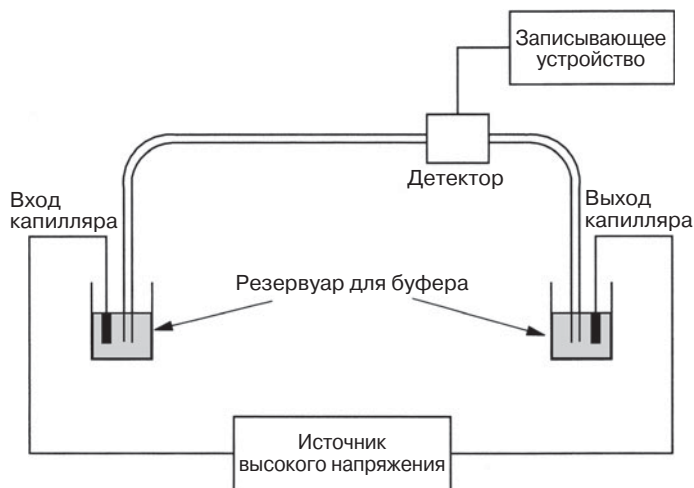 Записывающее
устройство
Детектор
Вход
капилляра
Выход
капилляра
Резервуар для буфера
Источник
высокого напряжения